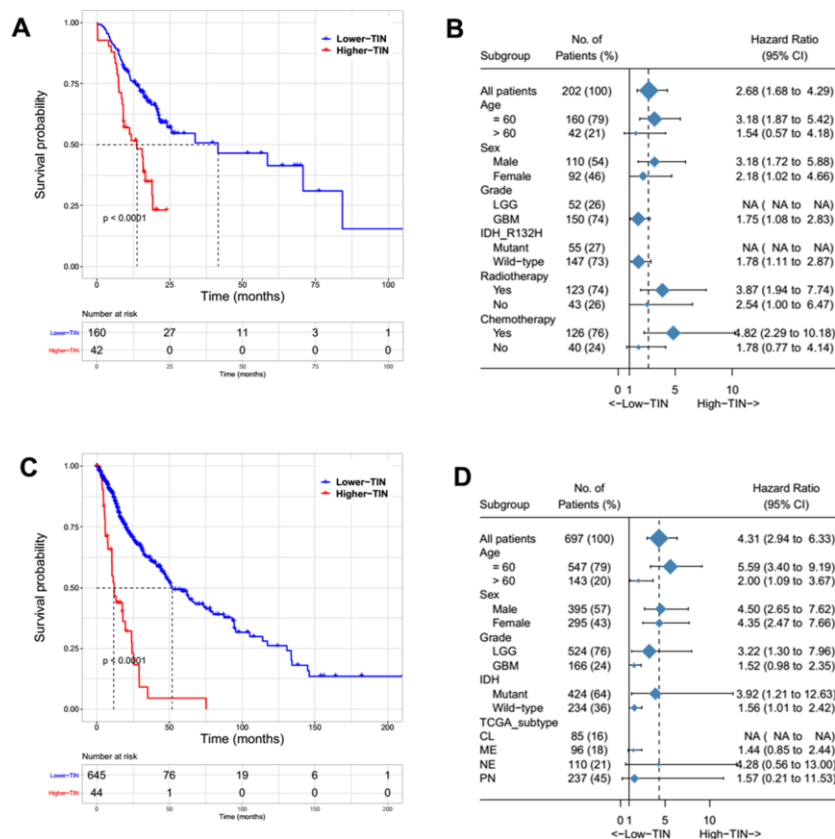 A
Lower-TIN
Higher-TIN
Survival probability
1.00
0.75
0.50
0.25
0.00
p < 0.0001
0 25 50 75 100
Time (months)
Number at risk
Lower-TIN 160 27 11 3 1
Higher-TIN 42 0 0 0 0
0 25 50 75 100
Time (months)
B
No. of Hazard Ratio
Subgroup Patients (%) (95% CI)
All patients 202 (100) 2.68 (1.68 to 4.29)
Age
= 60 160 (79) 3.18 (1.87 to 5.42)
> 60 42 (21) 1.54 (0.57 to 4.18)
Sex
Male 110 (54) 3.18 (1.72 to 5.88)
Female 92 (46) 2.18 (1.02 to 4.66)
Grade
LGG 52 (26) NA ( NA to NA)
GBM 150 (74) 1.75 (1.08 to 2.83)
IDH_R132H
Mutant 55 (27) NA ( NA to NA)
Wild-type 147 (73) 1.78 (1.11 to 2.87)
Radiotherapy
Yes 123 (74) 3.87 (1.94 to 7.74)
No 43 (26) 2.54 (1.00 to 6.47)
Chemotherapy
Yes 126 (76) 4.82 (2.29 to 10.18)
No 40 (24) 1.78 (0.77 to 4.14)
0 1 5 10
<-Low-TIN High-TIN->
C
Lower-TIN
Higher-TIN
Survival probability
1.00
0.75
0.50
0.25
0.00
p < 0.0001
0 50 100 150 200
Time (months)
Number at risk
Lower-TIN 645 76 19 6 1
Higher-TIN 44 1 0 0 0
0 50 100 150 200
Time (months)
D
No. of Hazard Ratio
Subgroup Patients (%) (95% CI)
All patients 697 (100) 4.31 (2.94 to 6.33)
Age
= 60 547 (79) 5.59 (3.40 to 9.19)
> 60 143 (20) 2.00 (1.09 to 3.67)
Sex
Male 395 (57) 4.50 (2.65 to 7.62)
Female 295 (43) 4.35 (2.47 to 7.66)
Grade
LGG 524 (76) 3.22 (1.30 to 7.96)
GBM 166 (24) 1.52 (0.98 to 2.35)
IDH
Mutant 424 (64) 3.92 (1.21 to 12.63)
Wild-type 234 (36) 1.56 (1.01 to 2.42)
TCGA_subtype
CL 85 (16) NA ( NA to NA)
ME 96 (18) 1.44 (0.85 to 2.44)
NE 110 (21) 4.28 (0.56 to 13.00)
PN 237 (45) 1.57 (0.21 to 11.53)
0 1 5 10
<-Low-TIN High-TIN->